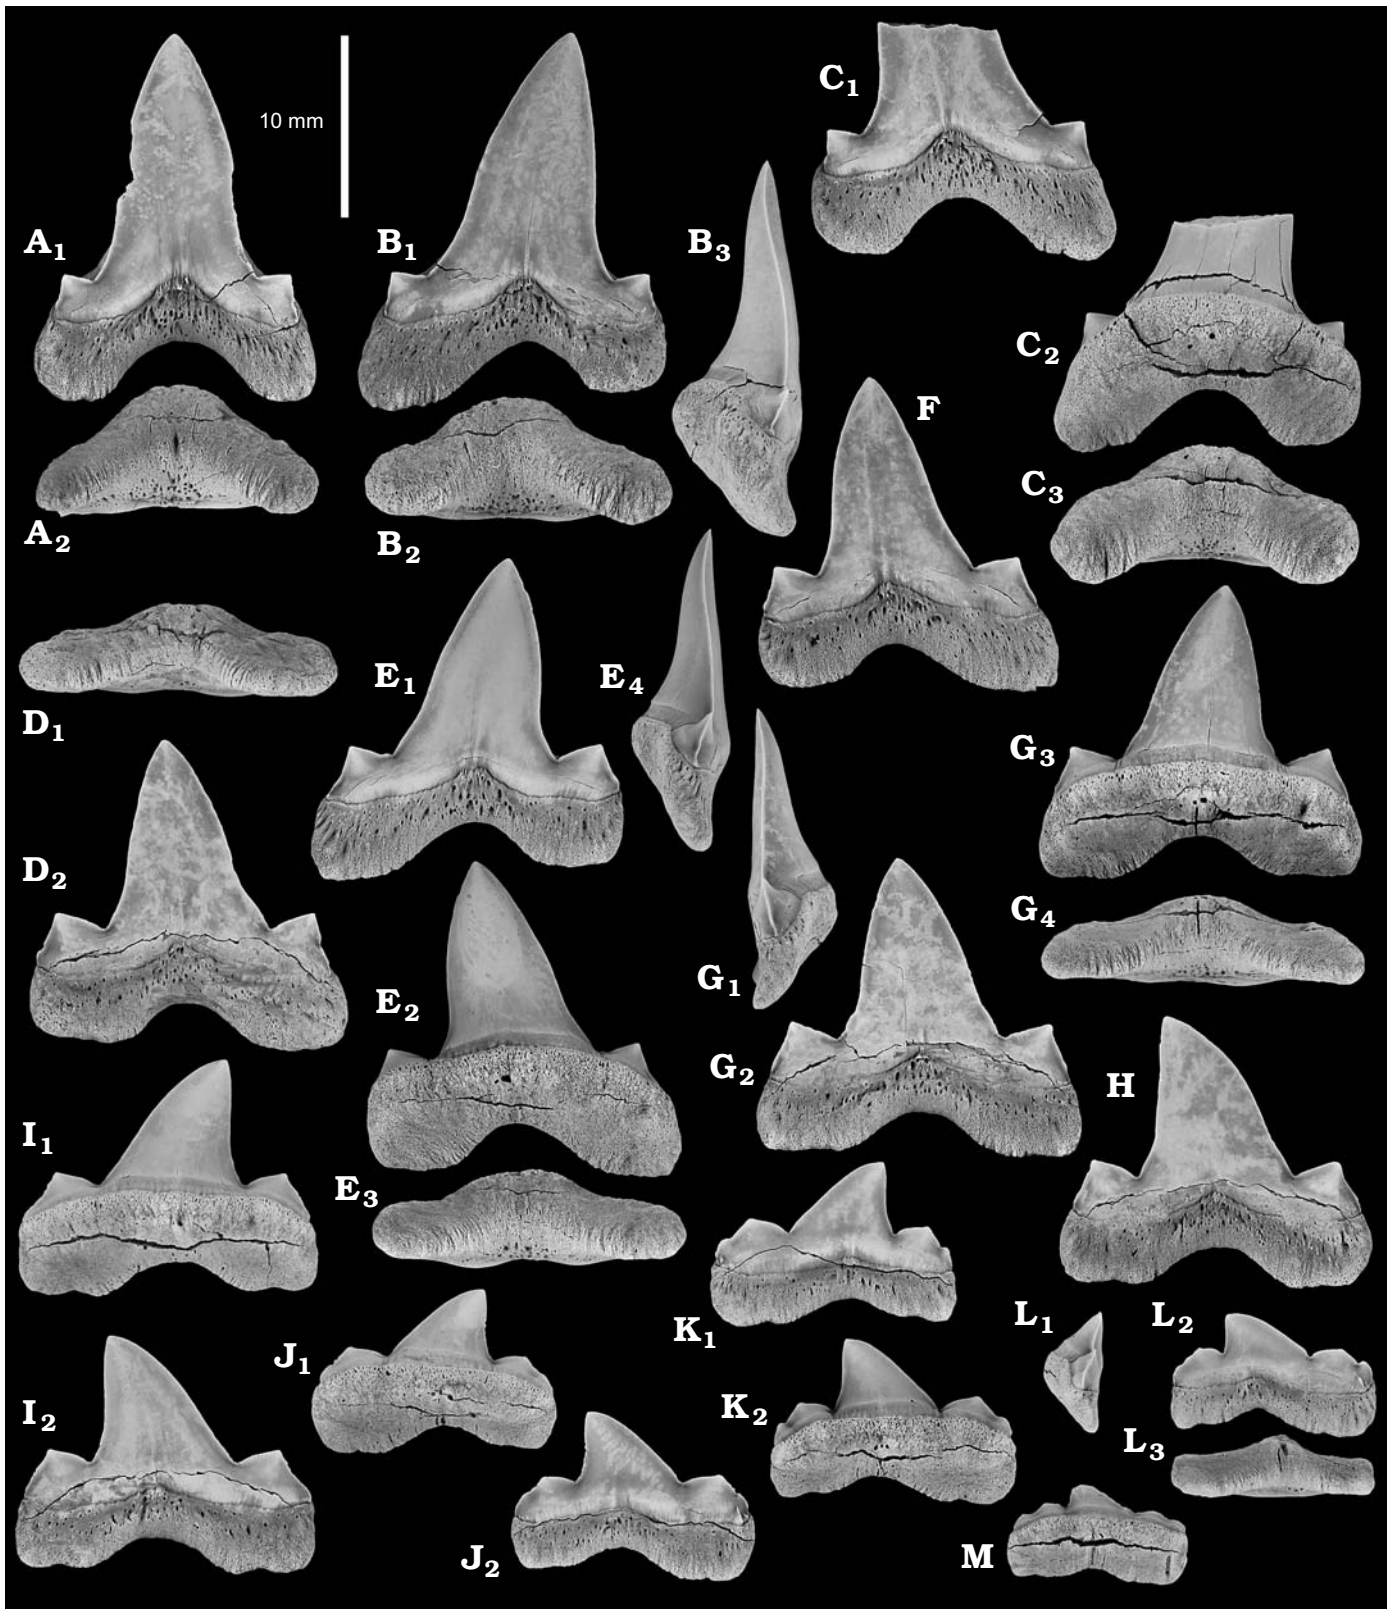 10 mm
C₁
A₁
B₁
B₃
C₂
F
C₃
A₂
B₂
E₁
E₄
D₁
G₃
D₂
G₄
G₁
E₂
G₂
H
I₁
E₃
K₁
L₁
L₂
J₁
I₂
K₂
L₃
J₂
M